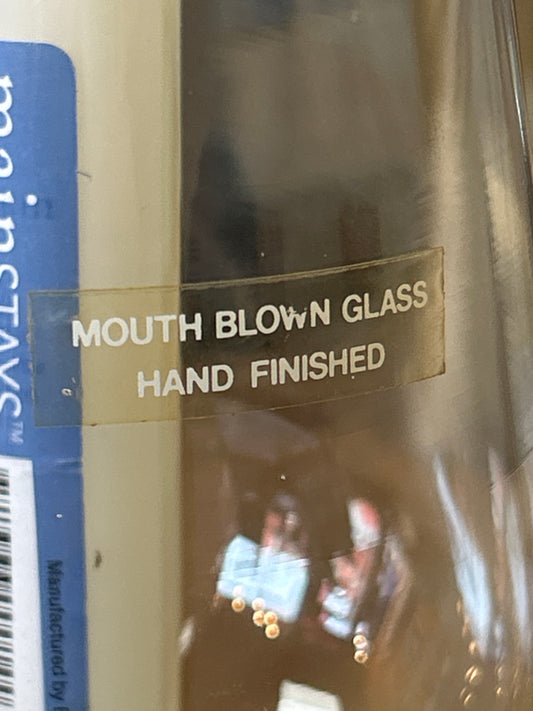 MOUTH BLOWN GLASS
HAND FINISHED
mainSTAYS™
Manufactured by